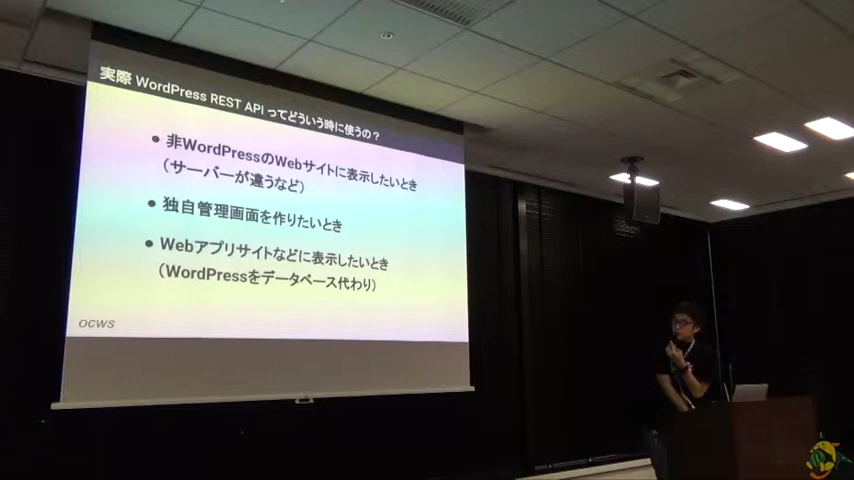 実際 WordPress REST API ってどういう時に使うの？
● 非WordPressのWebサイトに表示したいとき
（サーバーが違うなど）
● 独自管理画面を作りたいとき
● Webアプリサイトなどに表示したいとき
（WordPressをデータベース代わり）
OCWS